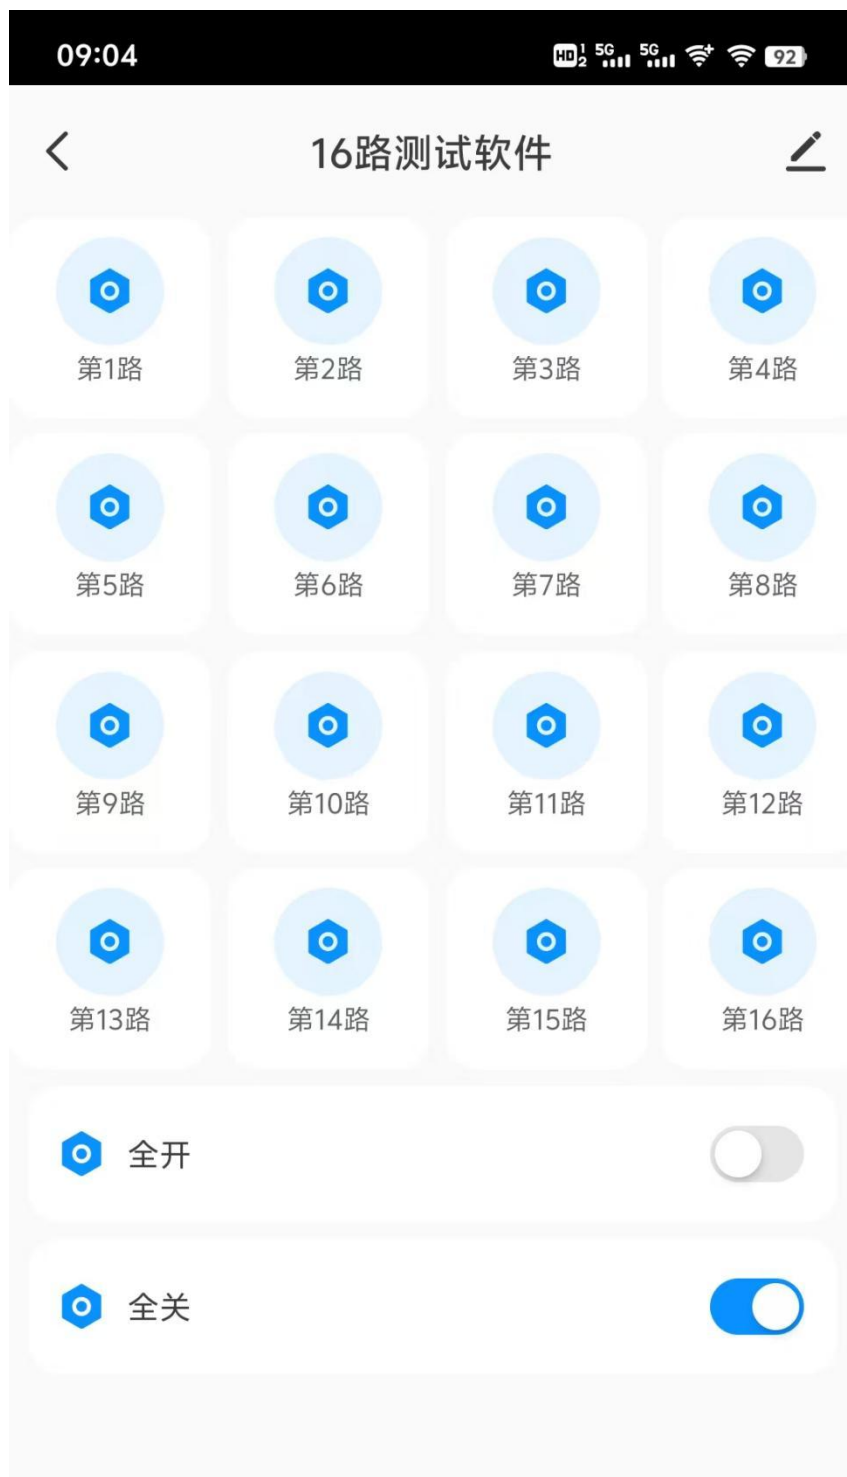 09:04 HD 1 2 5G 5G 92
16路测试软件
第1路 第2路 第3路 第4路
第5路 第6路 第7路 第8路
第9路 第10路 第11路 第12路
第13路 第14路 第15路 第16路
全开
全关